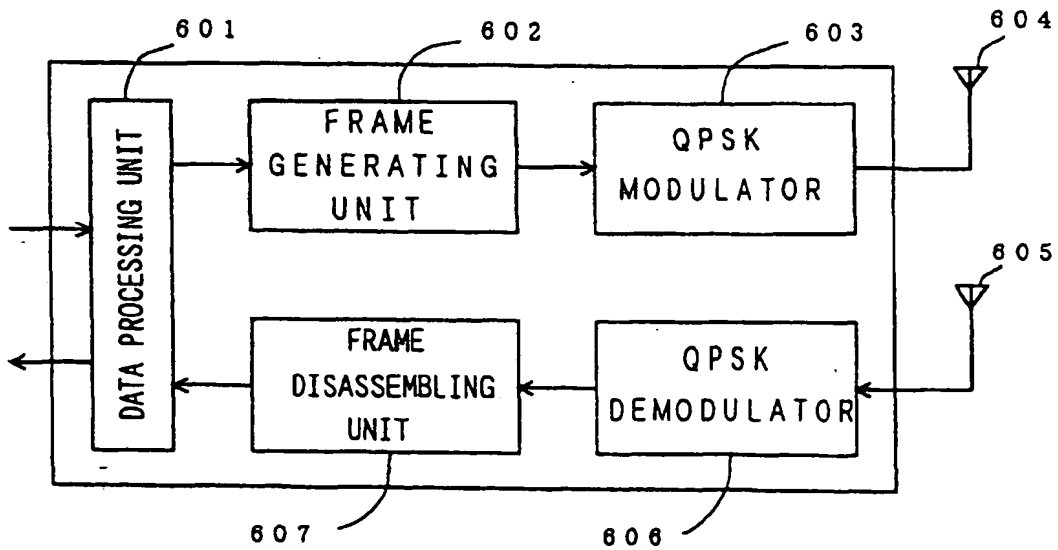 601
602
603
604
DATA PROCESSING UNIT
FRAME
GENERATING
UNIT
QPSK
MODULATOR
605
FRAME
DISASSEMBLING
UNIT
QPSK
DEMODULATOR
607
606